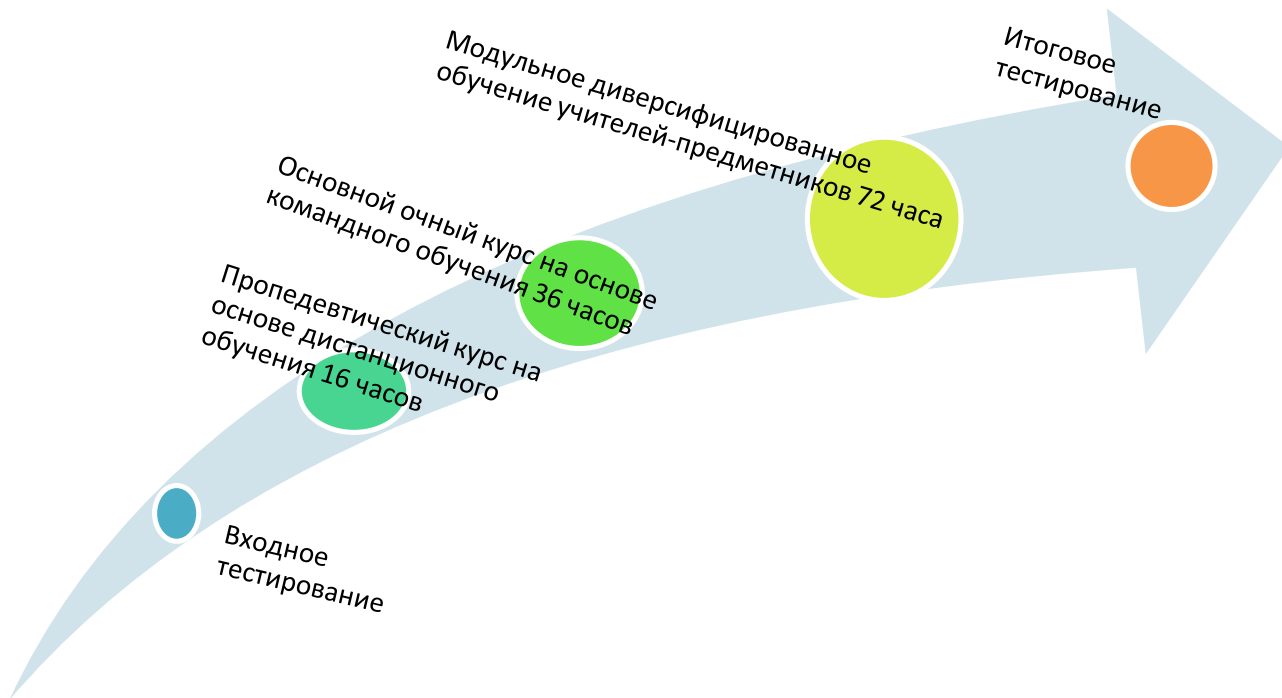 Модульное диверсифицированное
обучение учителей-предметников 72 часа
Итоговое
тестирование
Основной очный курс на основе
командного обучения 36 часов
Пропедевтический курс на
основе дистанционного
обучения 16 часов
Входное
тестирование